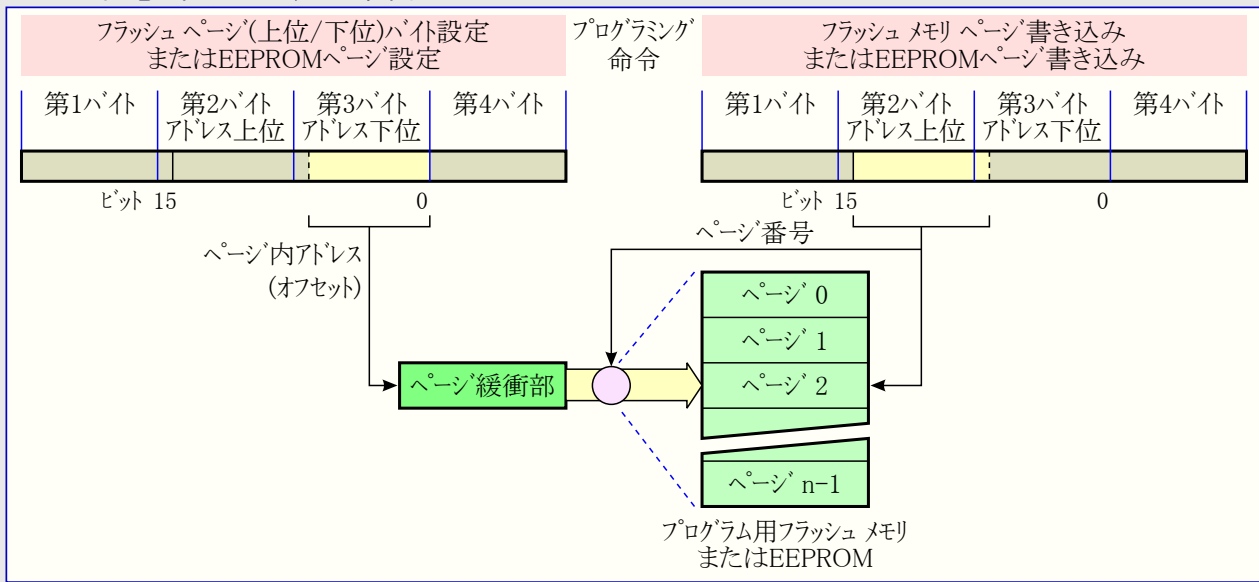 フラッシュ ページ(上位/下位)バイト設定
またはEEPROMページ設定
プログラミング
命令
フラッシュ メモリ ページ書き込み
またはEEPROMページ書き込み
第1バイト
第2バイト
アドレス上位
第3バイト
アドレス下位
第4バイト
第1バイト
第2バイト
アドレス上位
第3バイト
アドレス下位
第4バイト
ビット 15
0
ビット 15
0
ページ内アドレス
(オフセット)
ページ番号
ページ 0
ページ 1
ページ緩衝部
ページ 2
ページ n-1
プログラム用フラッシュ メモリ
またはEEPROM